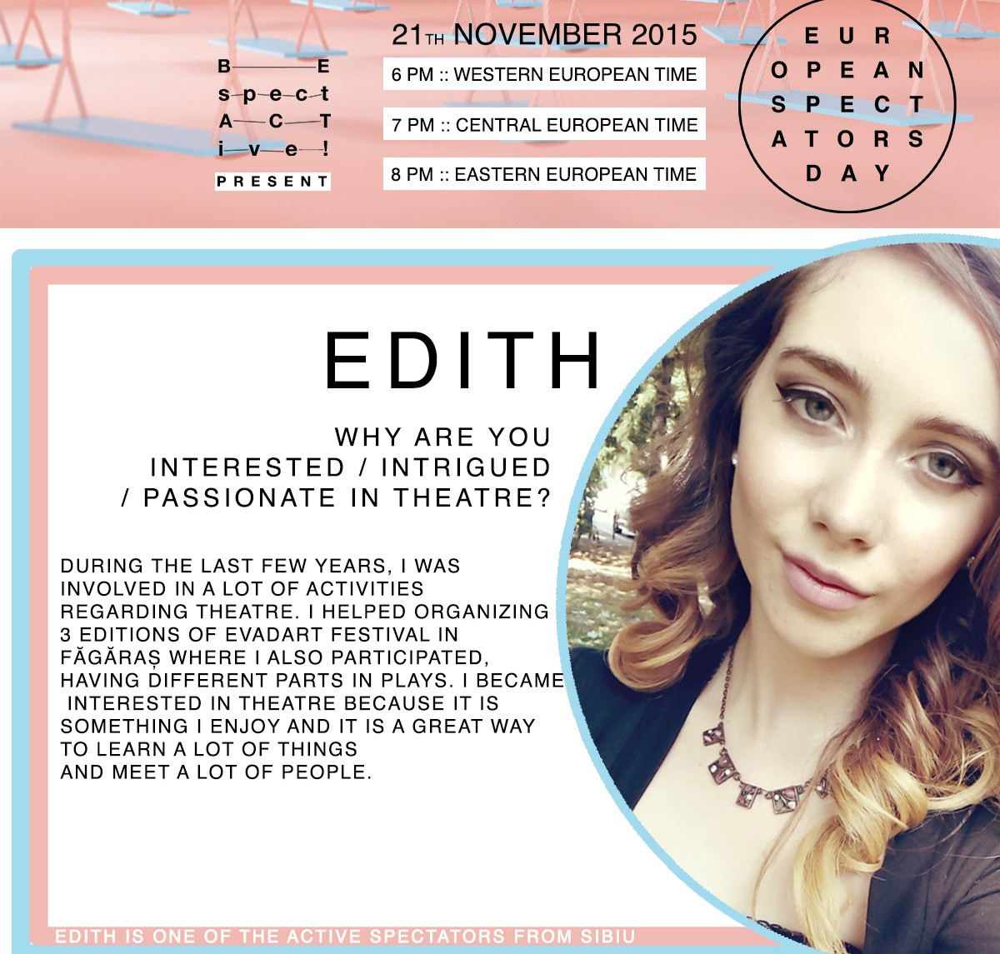 B E
spect
ACT
ive!
PRESENT
21TH NOVEMBER 2015
6 PM :: WESTERN EUROPEAN TIME
7 PM :: CENTRAL EUROPEAN TIME
8 PM :: EASTERN EUROPEAN TIME
EUR
OPEAN
SPECT
ATORS
DAY
EDITH
WHY ARE YOU
INTERESTED / INTRIGUED
/ PASSIONATE IN THEATRE?
DURING THE LAST FEW YEARS, I WAS
INVOLVED IN A LOT OF ACTIVITIES
REGARDING THEATRE. I HELPED ORGANIZING
3 EDITIONS OF EVADART FESTIVAL IN
FĂGĂRAȘ WHERE I ALSO PARTICIPATED,
HAVING DIFFERENT PARTS IN PLAYS. I BECAME
INTERESTED IN THEATRE BECAUSE IT IS
SOMETHING I ENJOY AND IT IS A GREAT WAY
TO LEARN A LOT OF THINGS
AND MEET A LOT OF PEOPLE.
EDITH IS ONE OF THE ACTIVE SPECTATORS FROM SIBIU